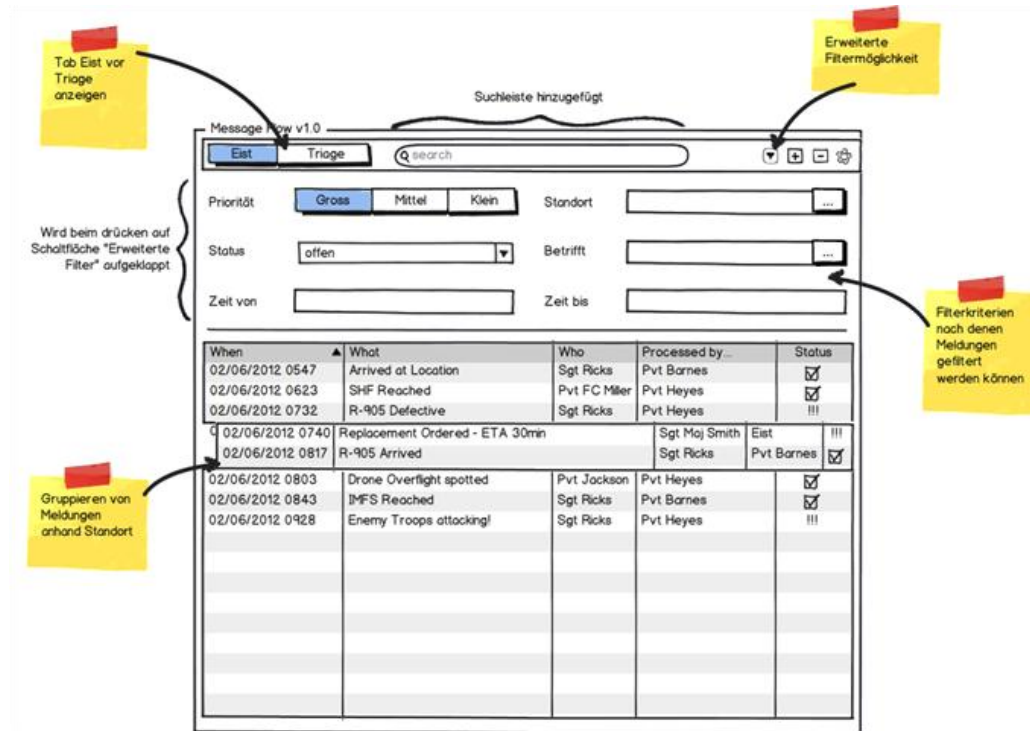 Tab Eist vor
Triage
anzeigen
Suchleiste hinzugefügt
Erweiterte
Filtermöglichkeit
Message Flow v1.0
Eist Triage search
Wird beim drücken auf
Schaltfläche "Erweiterte
Filter" aufgeklappt
Priorität Gross Mittel Klein Standort ...
Status offen Betrifft ...
Zeit von Zeit bis
Filterkriterien
nach denen
Meldungen
gefiltert
werden können
When What Who Processed by... Status
02/06/2012 0547 Arrived at Location Sgt Ricks Pvt Barnes
02/06/2012 0623 SHF Reached Pvt FC Miller Pvt Heyes
02/06/2012 0732 R-905 Defective Sgt Ricks Pvt Heyes !!!
02/06/2012 0740 Replacement Ordered - ETA 30min Sgt Maj Smith Eist !!!
02/06/2012 0817 R-905 Arrived Sgt Ricks Pvt Barnes
02/06/2012 0803 Drone Overflight spotted Pvt Jackson Pvt Heyes
02/06/2012 0843 IMFS Reached Sgt Ricks Pvt Barnes
02/06/2012 0928 Enemy Troops attacking! Sgt Ricks Pvt Heyes !!!
Gruppieren von
Meldungen
anhand Standort